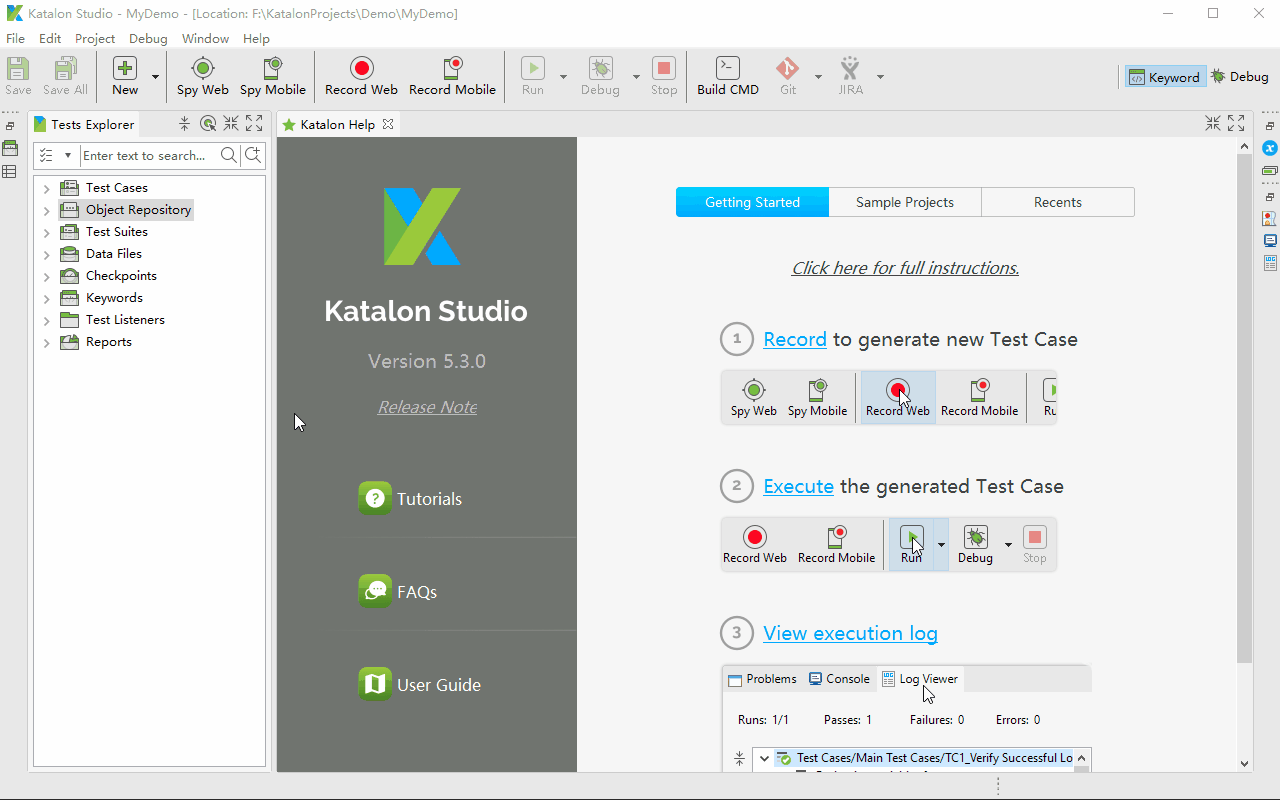 Katalon Studio - MyDemo - [Location: F:\KatalonProjects\Demo\MyDemo]
File Edit Project Debug Window Help
Save Save All New Spy Web Spy Mobile Record Web Record Mobile Run Debug Stop Build CMD Git JIRA Keyword Debug
Tests Explorer
Katalon Help
Enter text to search...
Test Cases
Object Repository
Test Suites
Data Files
Checkpoints
Keywords
Test Listeners
Reports
Katalon Studio
Version 5.3.0
Release Note
Tutorials
FAQs
User Guide
Getting Started Sample Projects Recents
Click here for full instructions.
1 Record to generate new Test Case
Spy Web Spy Mobile Record Web Record Mobile Ru
2 Execute the generated Test Case
Record Web Record Mobile Run Debug Stop
3 View execution log
Problems Console Log Viewer
Runs: 1/1 Passes: 1 Failures: 0 Errors: 0
Test Cases/Main Test Cases/TC1_Verify Successful Lo